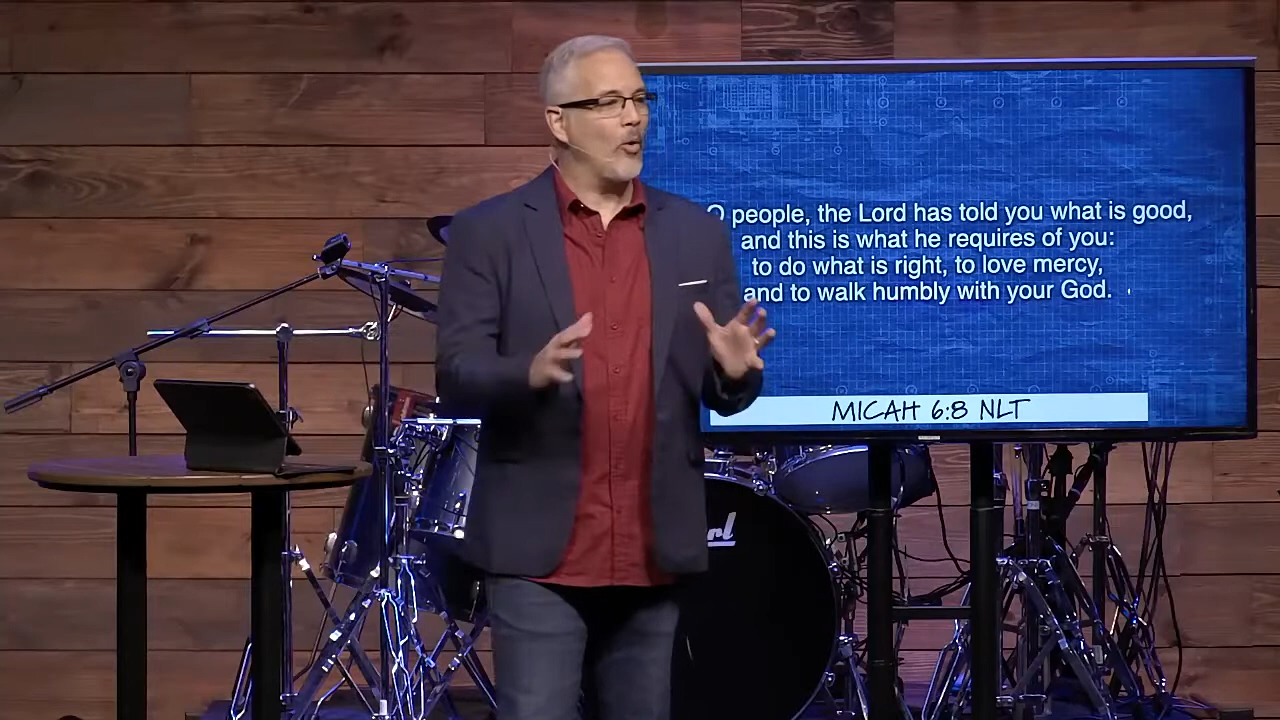 O people, the Lord has told you what is good,
and this is what he requires of you:
to do what is right, to love mercy,
and to walk humbly with your God.
MICAH 6:8 NLT